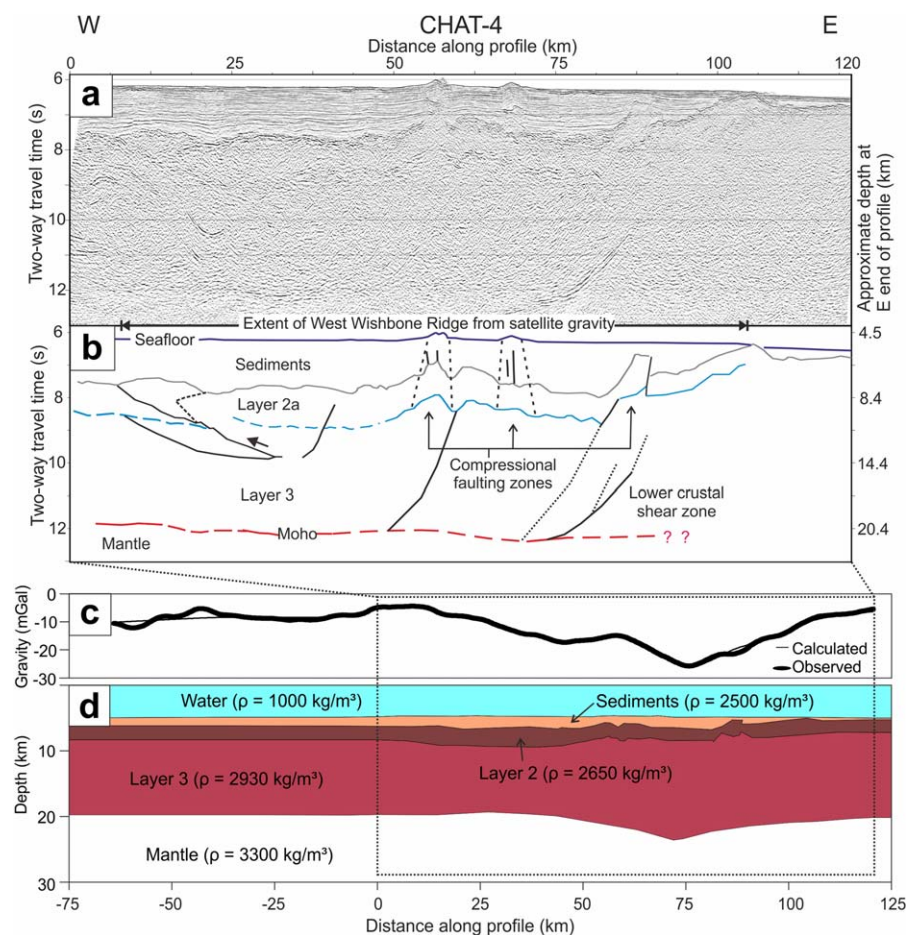 W CHAT-4 E
Distance along profile (km)
0 25 50 75 100 120
a
6
8
10
12
Two-way travel time (s)
Approximate depth at
E end of profile (km)
Extent of West Wishbone Ridge from satellite gravity
b
6
8
10
12
Two-way travel time (s)
4.5
8.4
14.4
20.4
Seafloor
Sediments
Layer 2a
Compressional
faulting zones
Layer 3
Lower crustal
shear zone
Moho
? ?
Mantle
c
0
-10
-20
-30
Gravity (mGal)
Calculated
Observed
d
Water (ρ = 1000 kg/m³)
Sediments (ρ = 2500 kg/m³)
Layer 2 (ρ = 2650 kg/m³)
Layer 3 (ρ = 2930 kg/m³)
Mantle (ρ = 3300 kg/m³)
10
20
30
Depth (km)
-75 -50 -25 0 25 50 75 100 125
Distance along profile (km)